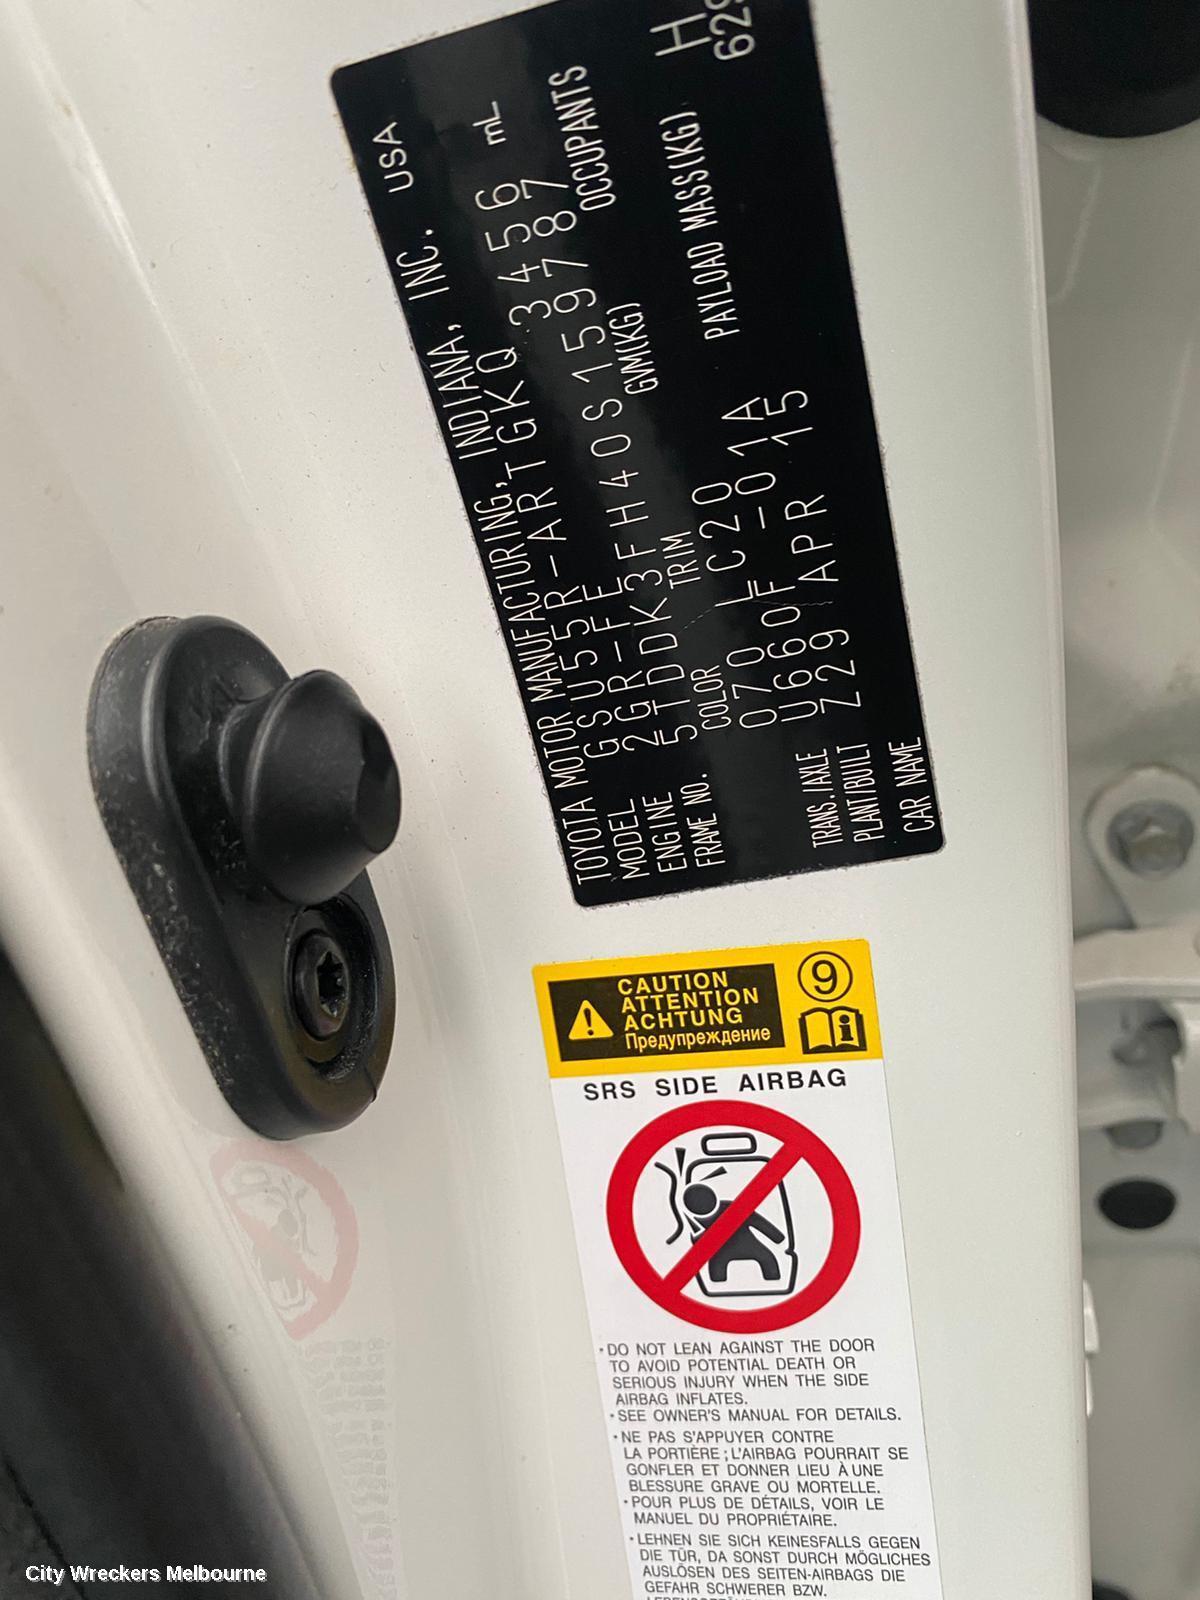 TOYOTA MOTOR MANUFACTURING, INDIANA, INC. USA
MODEL GSU55R-ARTGKQ 3456 mL
ENGINE 2GR-FE
FRAME NO. 5TDDK3FH40S159787
COLOR TRIM GVM(KG) OCCUPANTS
070 LC20
TRANS./AXLE U660F -01A PAYLOAD MASS(KG)
PLANT/BUILT Z29 APR 15
CAR NAME
H
CAUTION
ATTENTION
ACHTUNG
Предупреждение
9
i
SRS SIDE AIRBAG
•DO NOT LEAN AGAINST THE DOOR
TO AVOID POTENTIAL DEATH OR
SERIOUS INJURY WHEN THE SIDE
AIRBAG INFLATES.
•SEE OWNER'S MANUAL FOR DETAILS.
•NE PAS S'APPUYER CONTRE
LA PORTIÈRE ; L'AIRBAG POURRAIT SE
GONFLER ET DONNER LIEU À UNE
BLESSURE GRAVE OU MORTELLE.
•POUR PLUS DE DÉTAILS, VOIR LE
MANUEL DU PROPRIÉTAIRE.
•LEHNEN SIE SICH KEINESFALLS GEGEN
DIE TÜR, DA SONST DURCH MÖGLICHES
AUSLÖSEN DES SEITEN-AIRBAGS DIE
GEFAHR SCHWERER BZW.
City Wreckers Melbourne